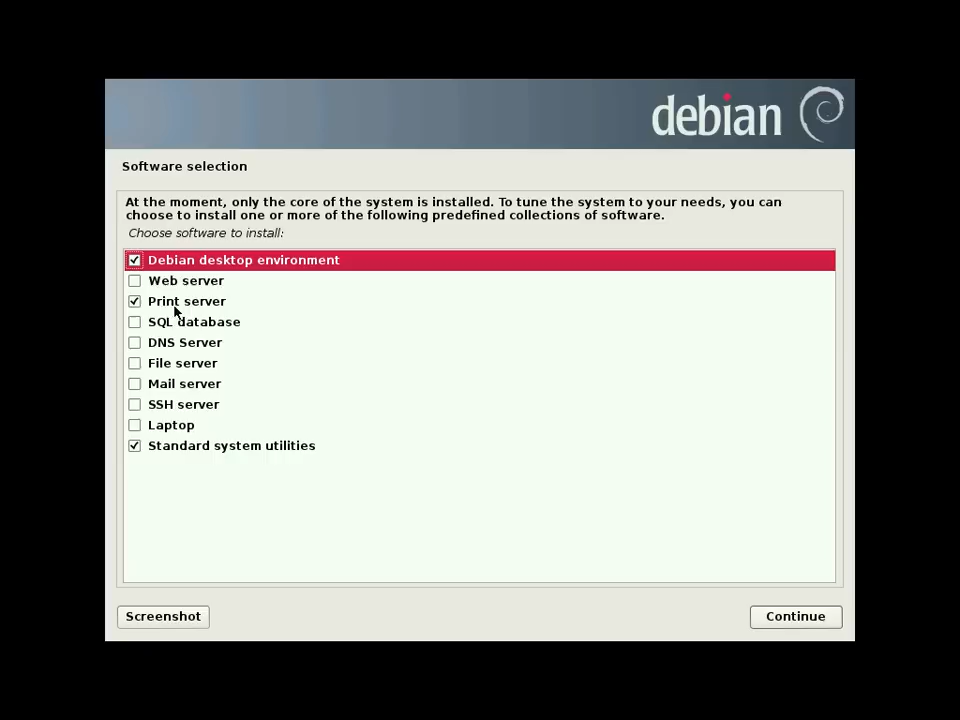 debian
Software selection
At the moment, only the core of the system is installed. To tune the system to your needs, you can
choose to install one or more of the following predefined collections of software.
Choose software to install:
Debian desktop environment
Web server
Print server
SQL database
DNS Server
File server
Mail server
SSH server
Laptop
Standard system utilities
Screenshot
Continue